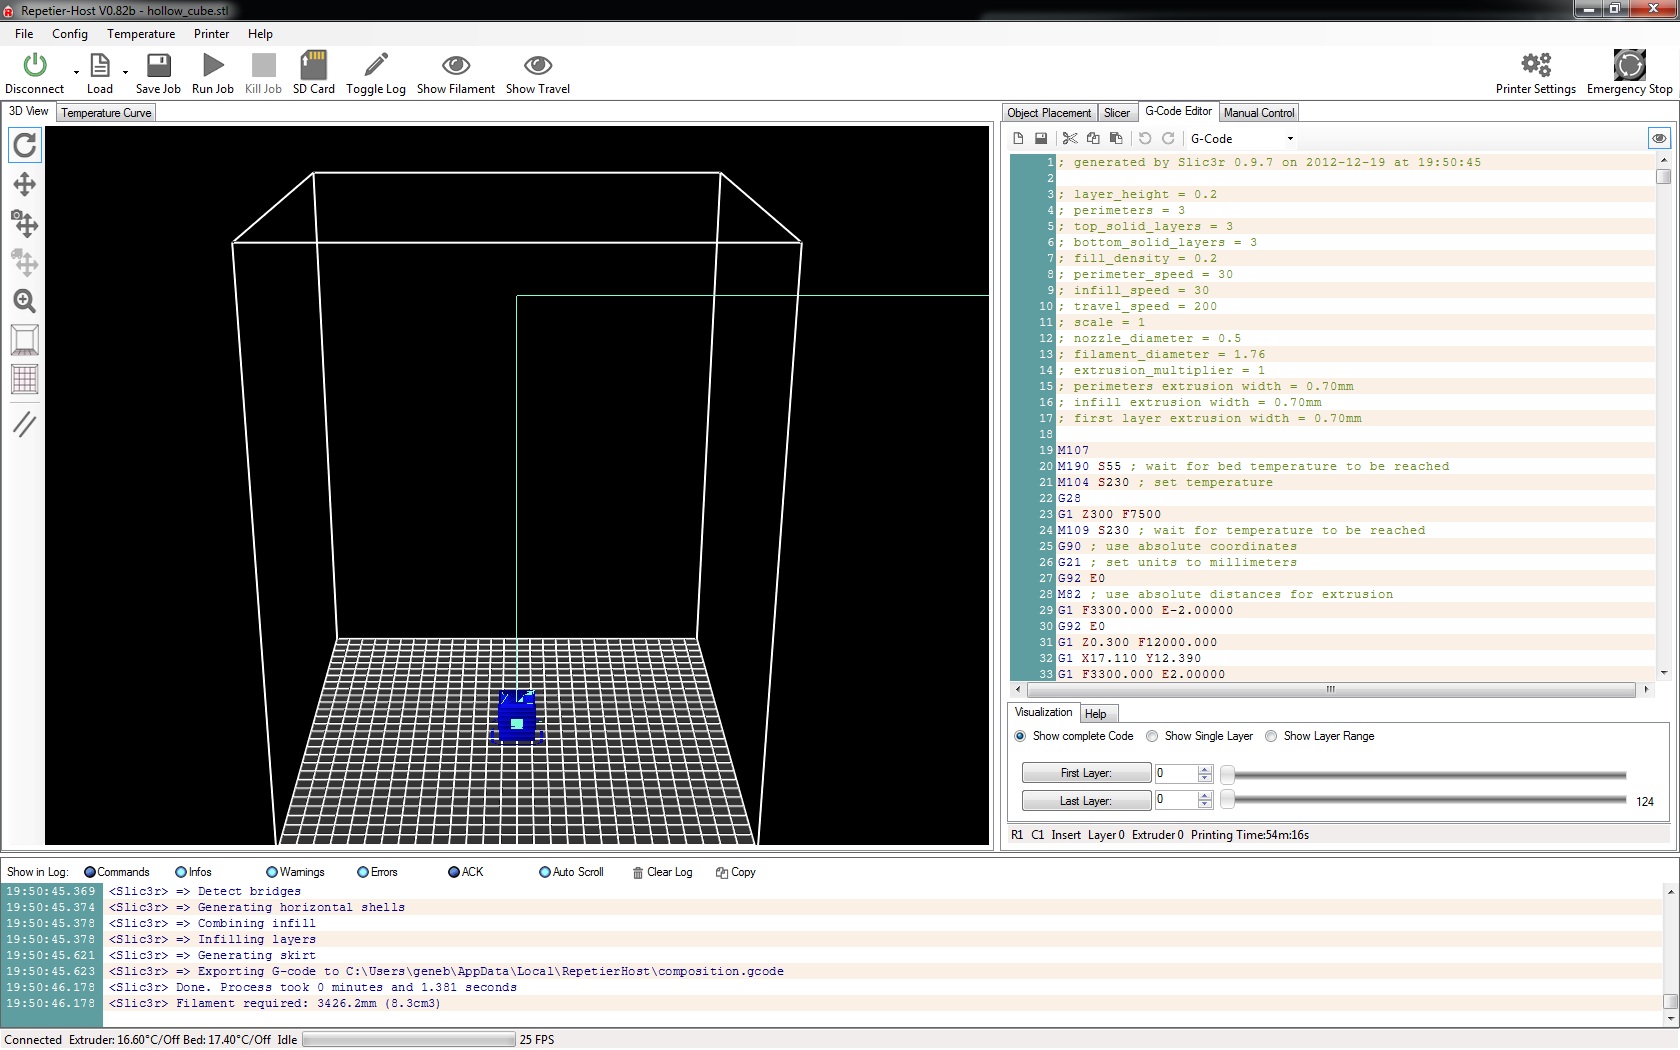 Repetier-Host V0.82b - hollow_cube.stl
File Config Temperature Printer Help
Disconnect Load Save Job Run Job Kill Job SD Card Toggle Log Show Filament Show Travel Printer Settings Emergency Stop
3D View Temperature Curve
Object Placement Slicer G-Code Editor Manual Control
G-Code
1 ; generated by Slic3r 0.9.7 on 2012-12-19 at 19:50:45
2
3 ; layer_height = 0.2
4 ; perimeters = 3
5 ; top_solid_layers = 3
6 ; bottom_solid_layers = 3
7 ; fill_density = 0.2
8 ; perimeter_speed = 30
9 ; infill_speed = 30
10 ; travel_speed = 200
11 ; scale = 1
12 ; nozzle_diameter = 0.5
13 ; filament_diameter = 1.76
14 ; extrusion_multiplier = 1
15 ; perimeters extrusion width = 0.70mm
16 ; infill extrusion width = 0.70mm
17 ; first layer extrusion width = 0.70mm
18
19 M107
20 M190 S55 ; wait for bed temperature to be reached
21 M104 S230 ; set temperature
22 G28
23 G1 Z300 F7500
24 M109 S230 ; wait for temperature to be reached
25 G90 ; use absolute coordinates
26 G21 ; set units to millimeters
27 G92 E0
28 M82 ; use absolute distances for extrusion
29 G1 F3300.000 E-2.00000
30 G92 E0
31 G1 Z0.300 F12000.000
32 G1 X17.110 Y12.390
33 G1 F3300.000 E2.00000
Visualization Help
Show complete Code Show Single Layer Show Layer Range
First Layer: 0
Last Layer: 0 124
R1 C1 Insert Layer 0 Extruder 0 Printing Time:54m:16s
Show in Log: Commands Infos Warnings Errors ACK Auto Scroll Clear Log Copy
19:50:45.369 <Slic3r> => Detect bridges
19:50:45.374 <Slic3r> => Generating horizontal shells
19:50:45.378 <Slic3r> => Combining infill
19:50:45.378 <Slic3r> => Infilling layers
19:50:45.621 <Slic3r> => Generating skirt
19:50:45.623 <Slic3r> => Exporting G-code to C:\Users\geneb\AppData\Local\RepetierHost\composition.gcode
19:50:46.178 <Slic3r> Done. Process took 0 minutes and 1.381 seconds
19:50:46.178 <Slic3r> Filament required: 3426.2mm (8.3cm3)
Connected Extruder: 16.60°C/Off Bed: 17.40°C/Off Idle 25 FPS